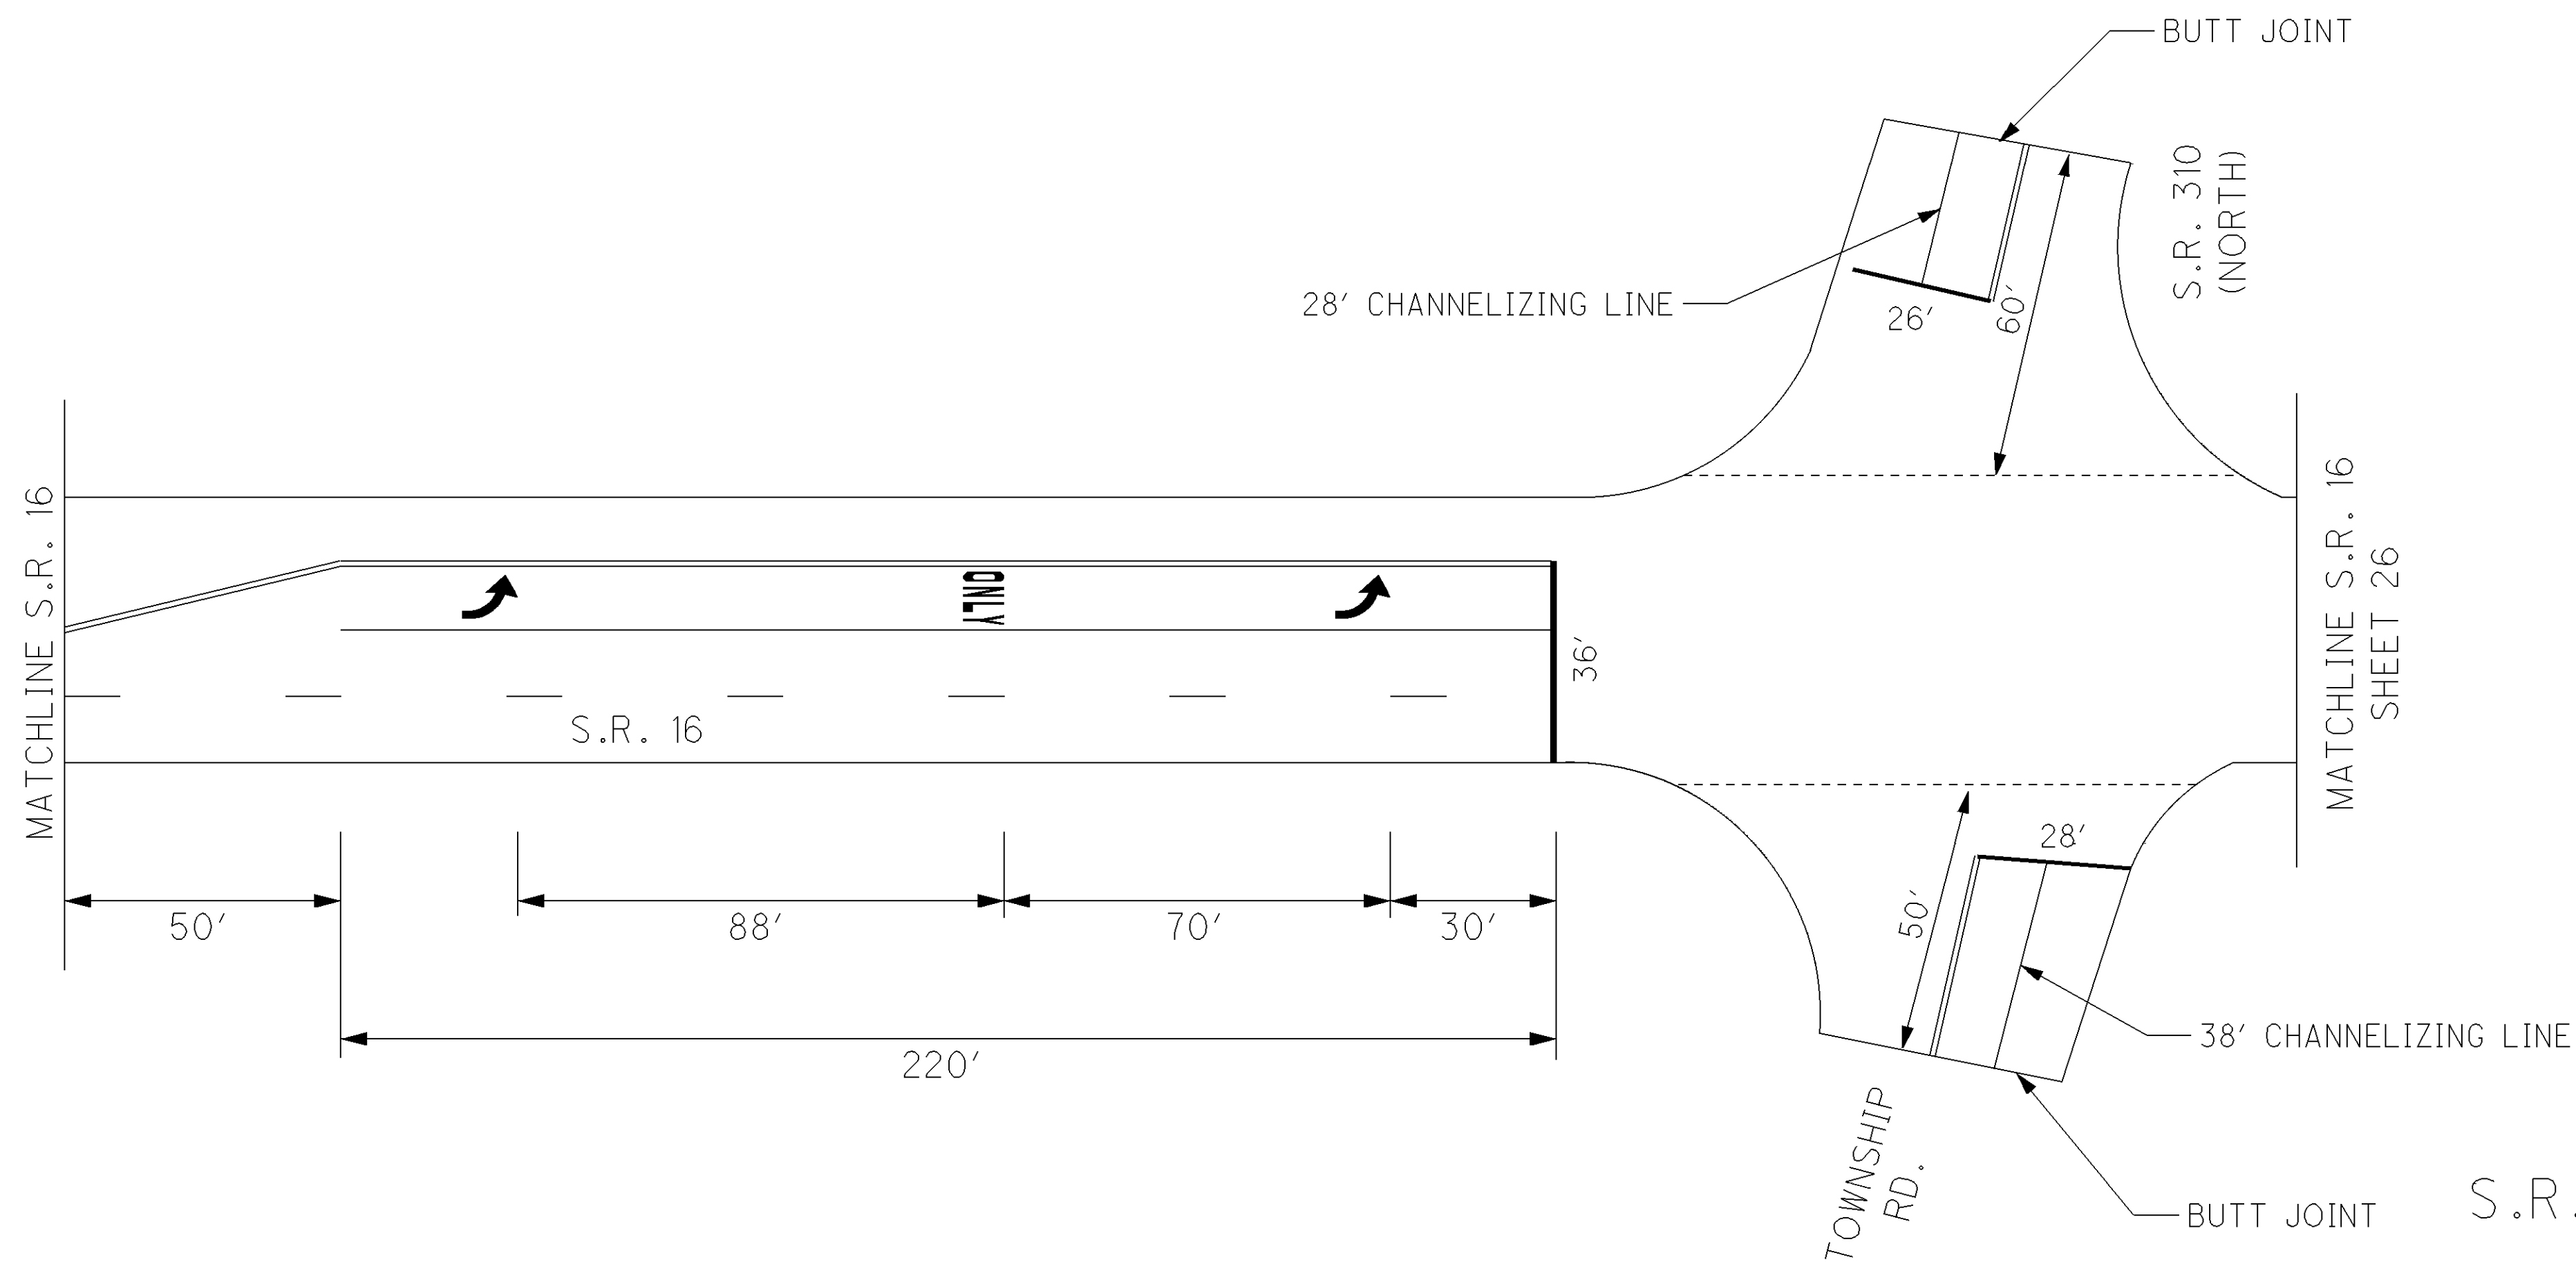 BUTT JOINT
S.R. 310
(NORTH)
28' CHANNELIZING LINE
26'
60'
MATCHLINE S.R. 16
ONLY
36'
S.R. 16
MATCHLINE S.R. 16
SHEET 26
28'
50'
88'
70'
30'
50'
220'
38' CHANNELIZING LINE
TOWNSHIP
RD.
BUTT JOINT
S.R.